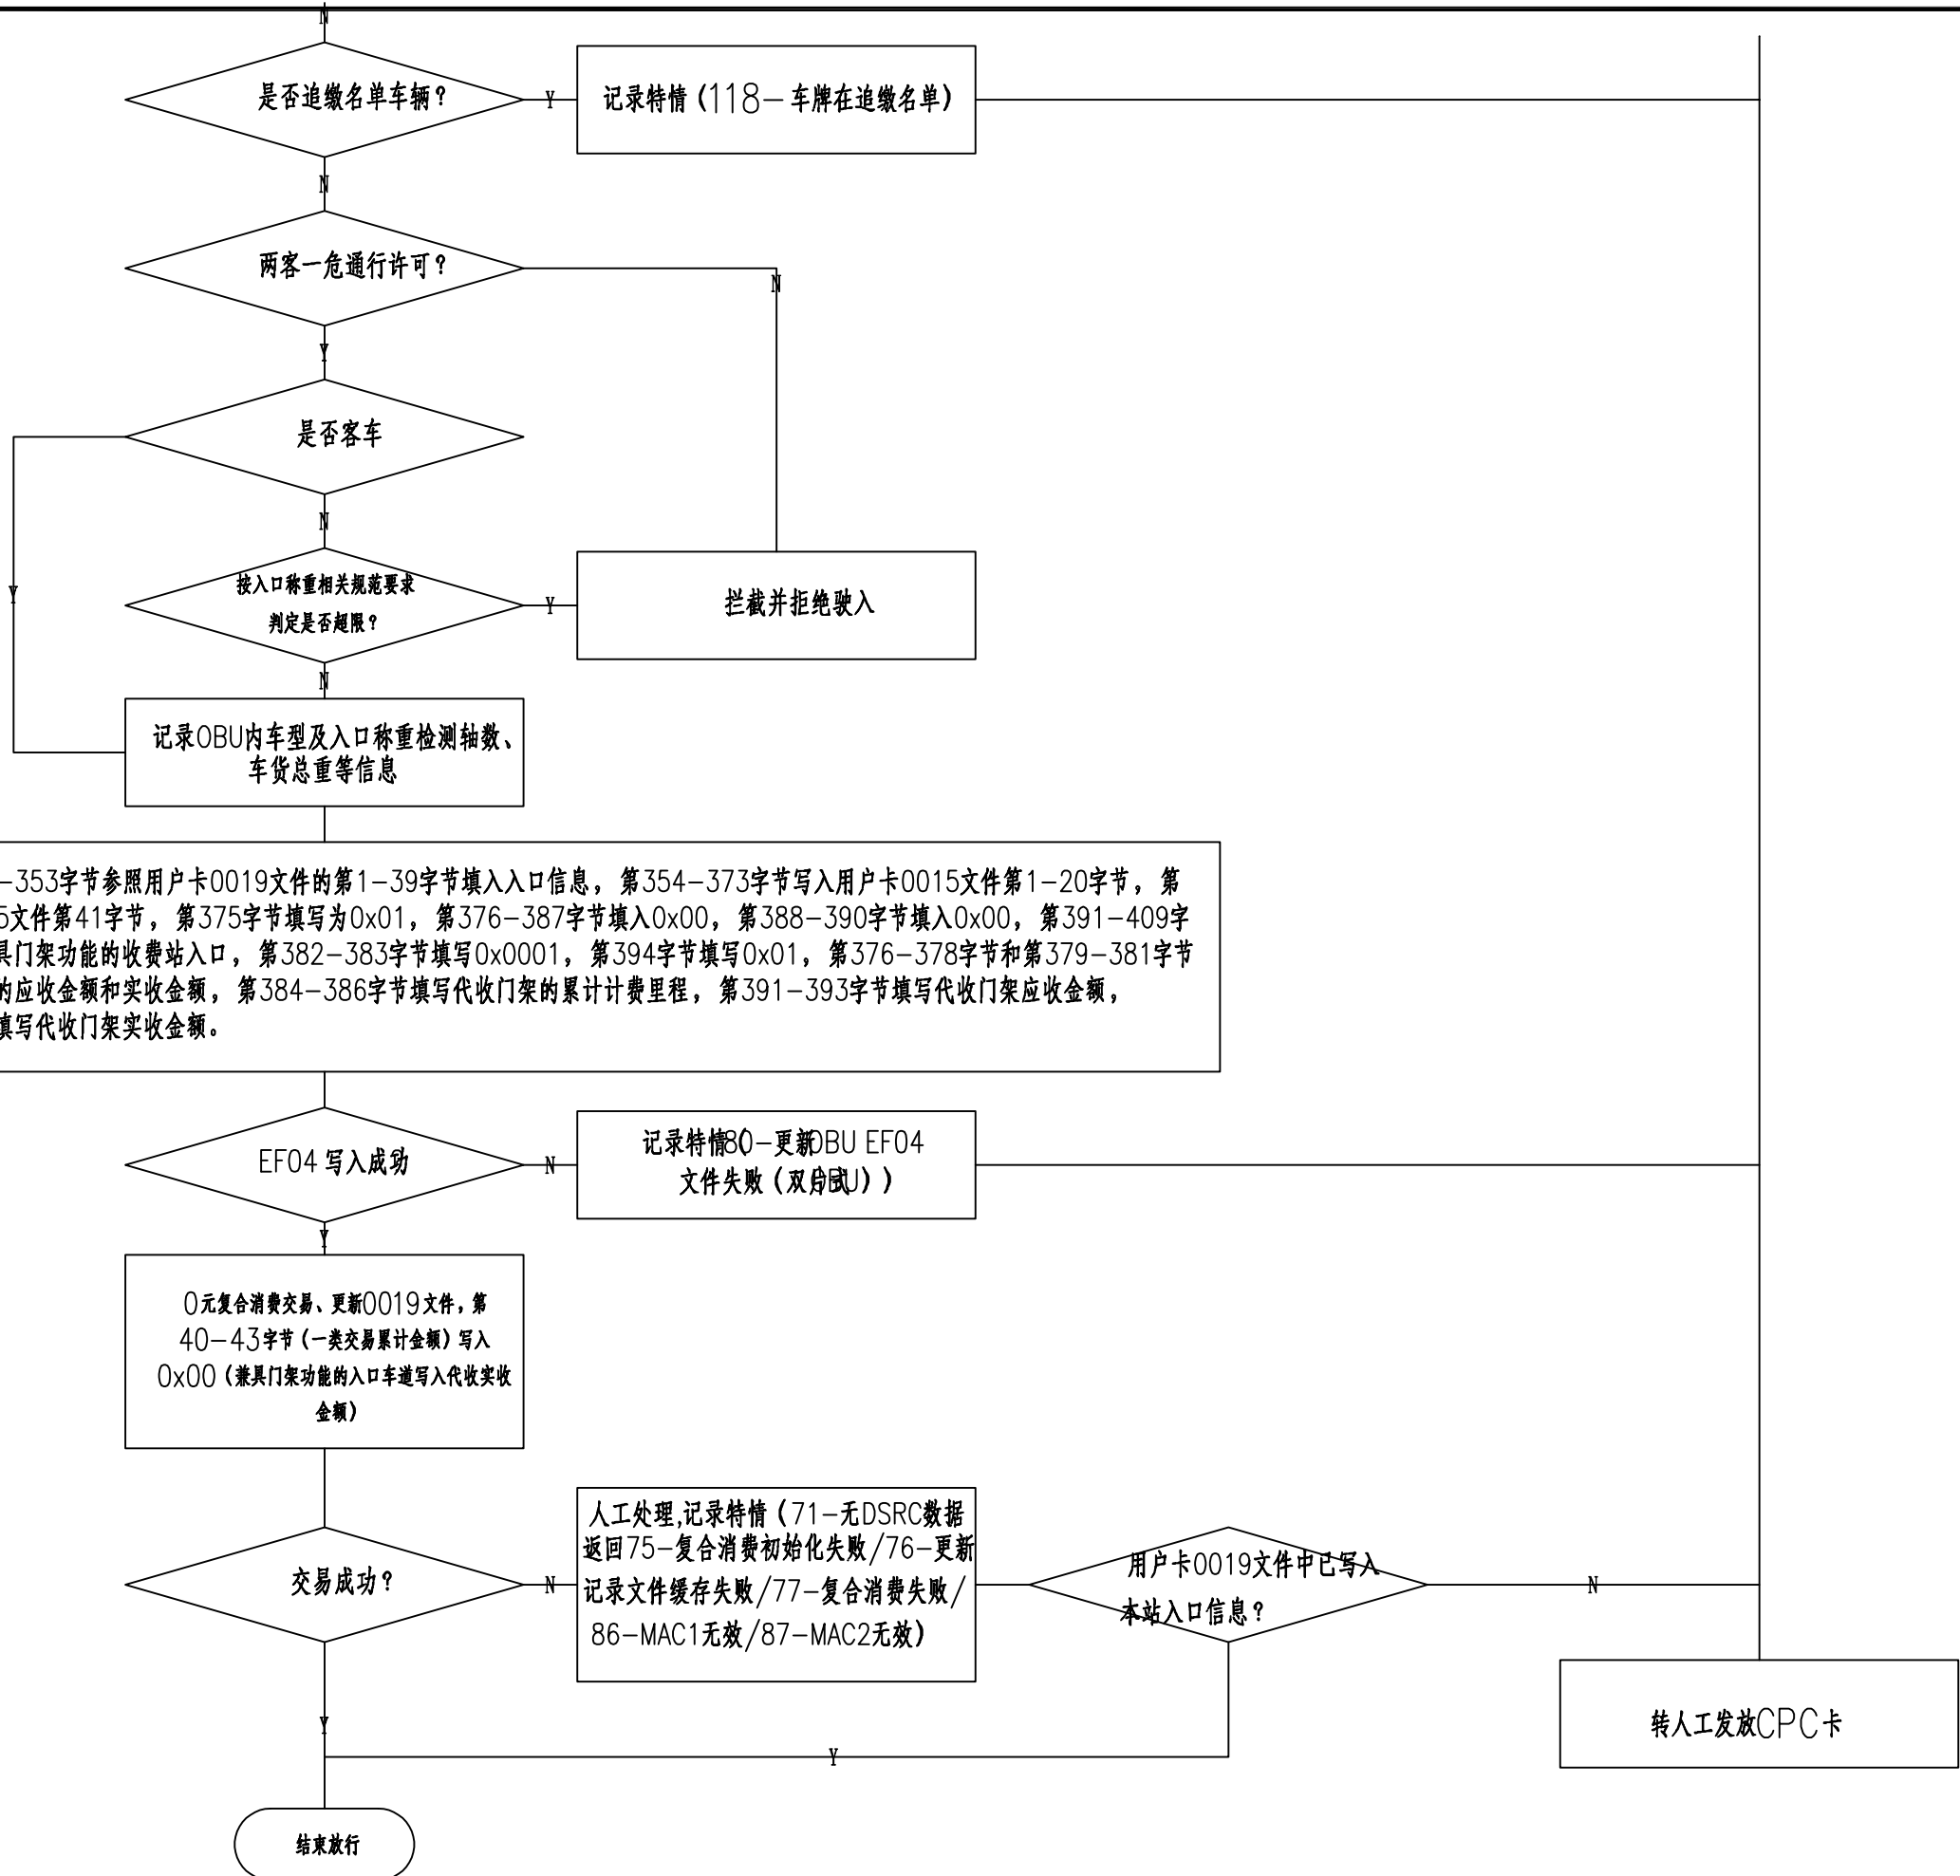 N
是否追缴名单车辆？
Y
记录特情（118-车牌在追缴名单）
N
两客一危通行许可？
N
Y
是否客车
N
Y
按入口称重相关规范要求
判定是否超限？
Y
拦截并拒绝驶入
N
记录OBU内车型及入口称重检测轴数、
车货总重等信息
-353字节参照用户卡0019文件的第1-39字节填入入口信息，第354-373字节写入用户卡0015文件第1-20字节，第
5文件第41字节，第375字节填写为0x01，第376-387字节填入0x00，第388-390字节填入0x00，第391-409字
具门架功能的收费站入口，第382-383字节填写0x0001，第394字节填写0x01，第376-378字节和第379-381字节
的应收金额和实收金额，第384-386字节填写代收门架的累计计费里程，第391-393字节填写代收门架应收金额，
填写代收门架实收金额。
EF04 写入成功
N
记录特情（80-更新OBU EF04
文件失败（双片式OBU））
Y
0元复合消费交易、更新0019文件，第
40-43字节（一类交易累计金额）写入
0x00（兼具门架功能的入口车道写入代收实收
金额）
交易成功？
N
人工处理,记录特情（71-无DSRC数据
返回75-复合消费初始化失败/76-更新
记录文件缓存失败/77-复合消费失败/
86-MAC1无效/87-MAC2无效）
用户卡0019文件中已写入
本站入口信息？
N
Y
Y
转人工发放CPC卡
结束放行